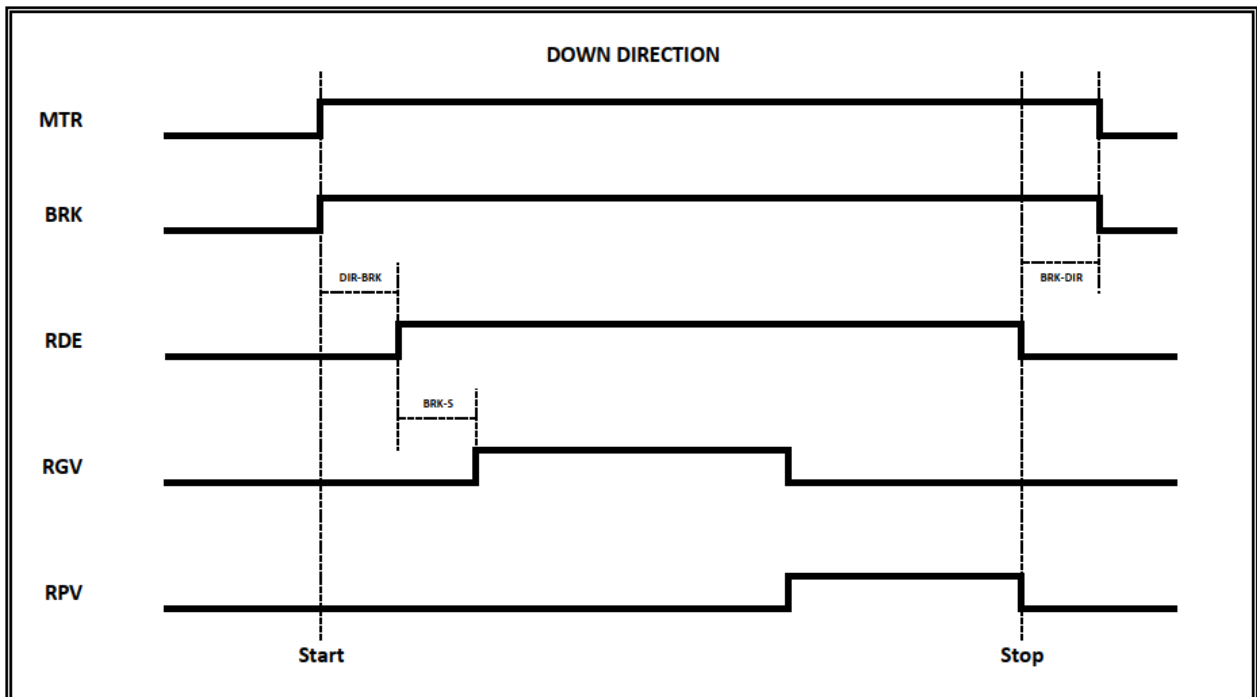 DOWN DIRECTION
MTR
BRK
DIR-BRK
BRK-DIR
RDE
BRK-S
RGV
RPV
Start
Stop